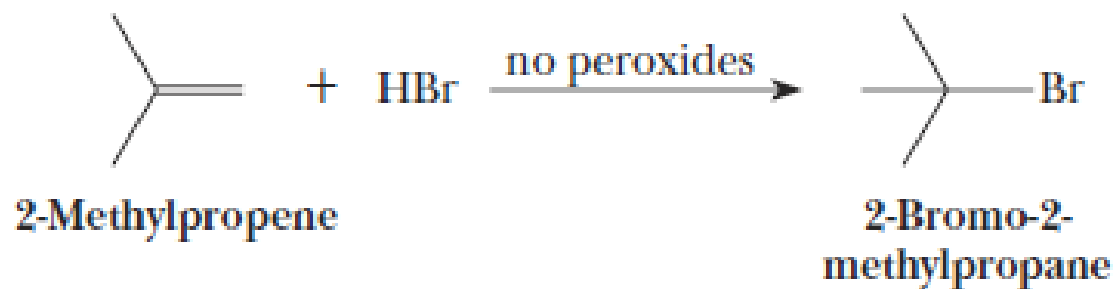 no peroxides
+ HBr
Br
2-Methylpropene
2-Bromo-2-
methylpropane